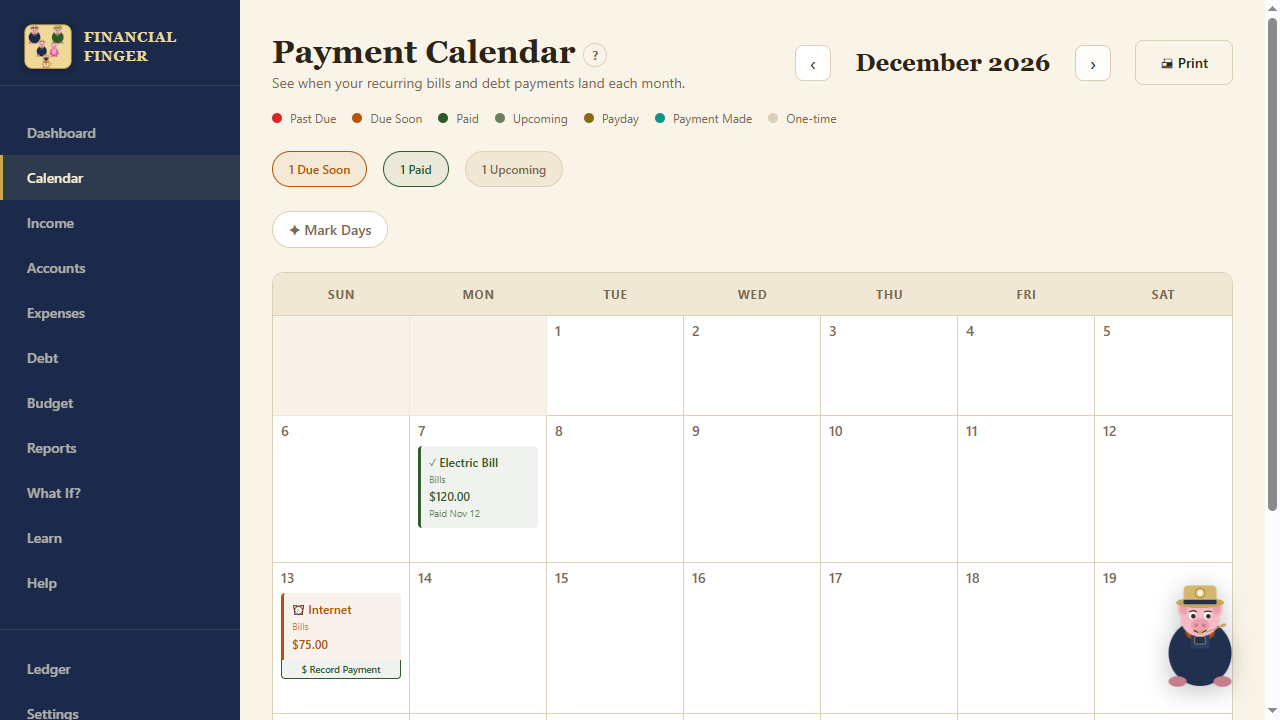 FINANCIAL
FINGER
Dashboard
Calendar
Income
Accounts
Expenses
Debt
Budget
Reports
What If?
Learn
Help
Ledger
Settings
Payment Calendar ?
See when your recurring bills and debt payments land each month.
‹ December 2026 › Print
Past Due Due Soon Paid Upcoming Payday Payment Made One-time
1 Due Soon 1 Paid 1 Upcoming
✦ Mark Days
SUN MON TUE WED THU FRI SAT
1 2 3 4 5
6 7 8 9 10 11 12
✓ Electric Bill
Bills
$120.00
Paid Nov 12
13 14 15 16 17 18 19
Internet
Bills
$75.00
$ Record Payment